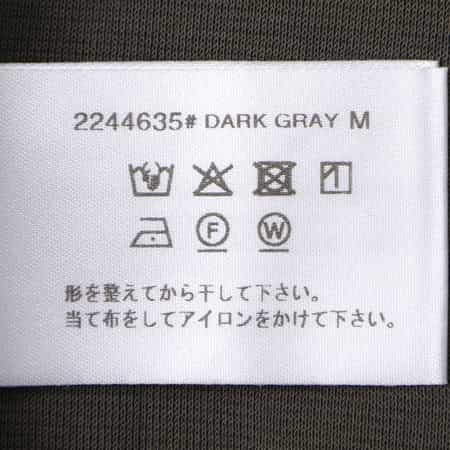 2244635# DARK GRAY M
F W
形を整えてから干して下さい。
当て布をしてアイロンをかけて下さい。